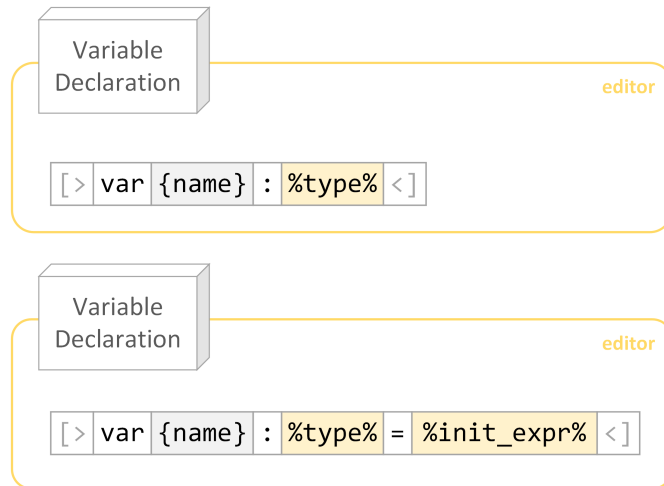 Variable
Declaration
editor
[> var {name} : %type% <]
Variable
Declaration
editor
[> var {name} : %type% = %init_expr% <]